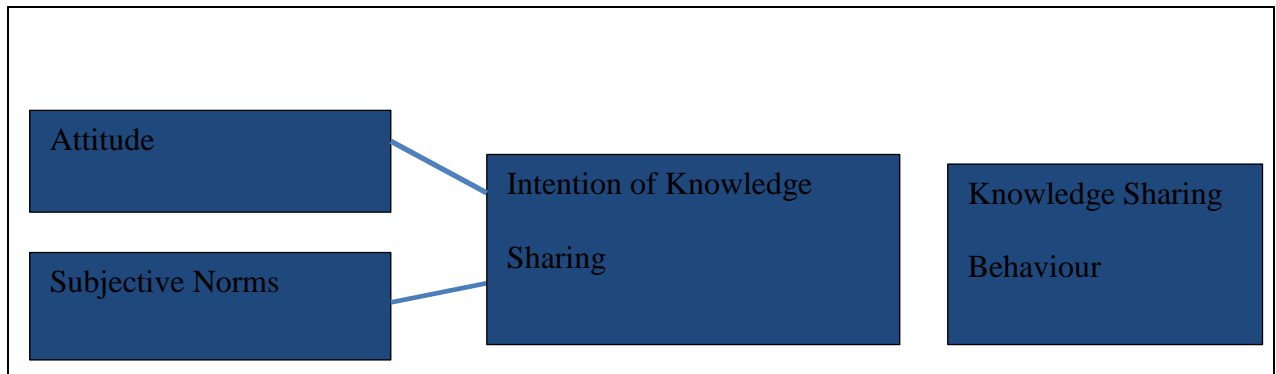 Attitude
Subjective Norms
Intention of Knowledge
Sharing
Knowledge Sharing
Behaviour